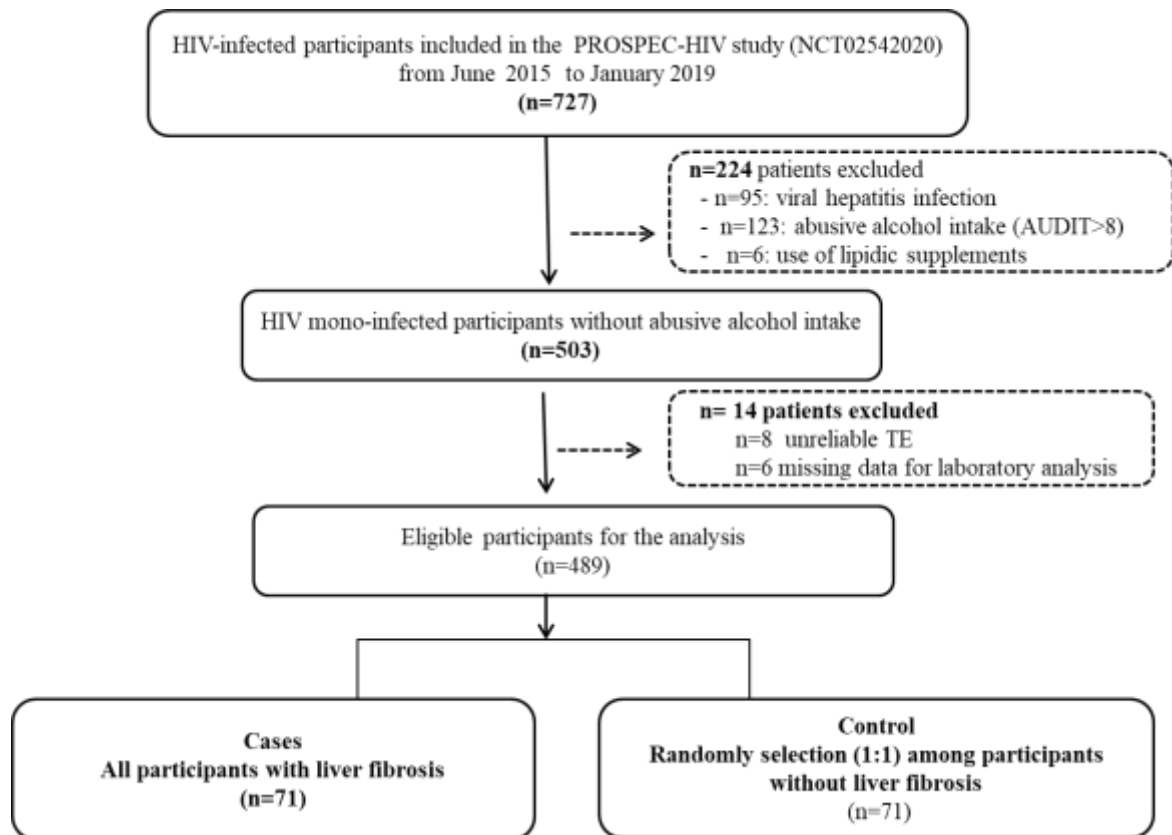 HIV-infected participants included in the PROSPEC-HIV study (NCT02542020)
from June 2015 to January 2019
(n=727)
n=224 patients excluded
- n=95: viral hepatitis infection
- n=123: abusive alcohol intake (AUDIT>8)
- n=6: use of lipidic supplements
HIV mono-infected participants without abusive alcohol intake
(n=503)
n= 14 patients excluded
n=8 unreliable TE
n=6 missing data for laboratory analysis
Eligible participants for the analysis
(n=489)
Cases
All participants with liver fibrosis
(n=71)
Control
Randomly selection (1:1) among participants
without liver fibrosis
(n=71)